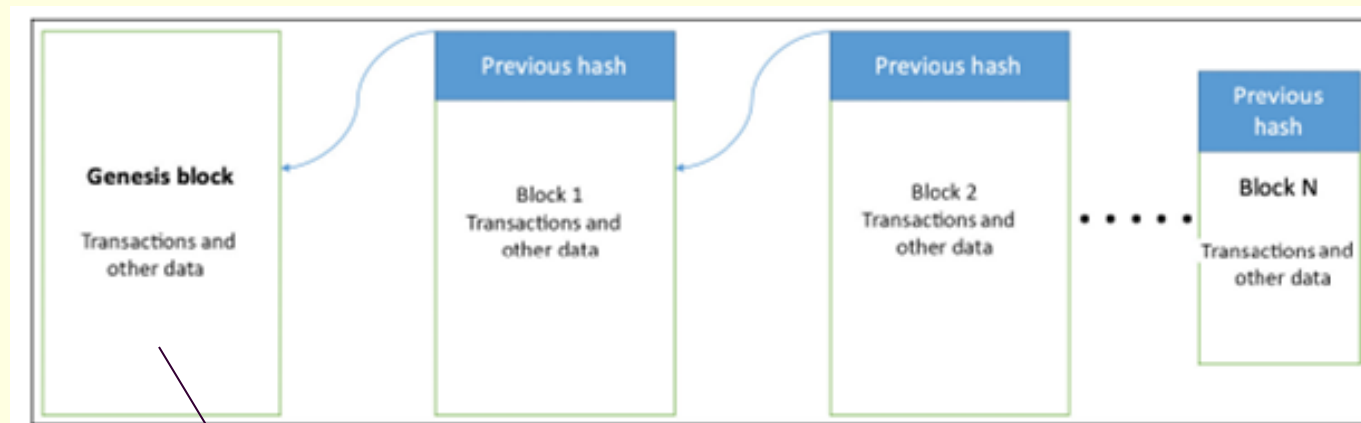 Genesis block
Transactions and
other data
Previous hash
Block 1
Transactions and
other data
Previous hash
Block 2
Transactions and
other data
Previous
hash
Block N
Transactions and
other data